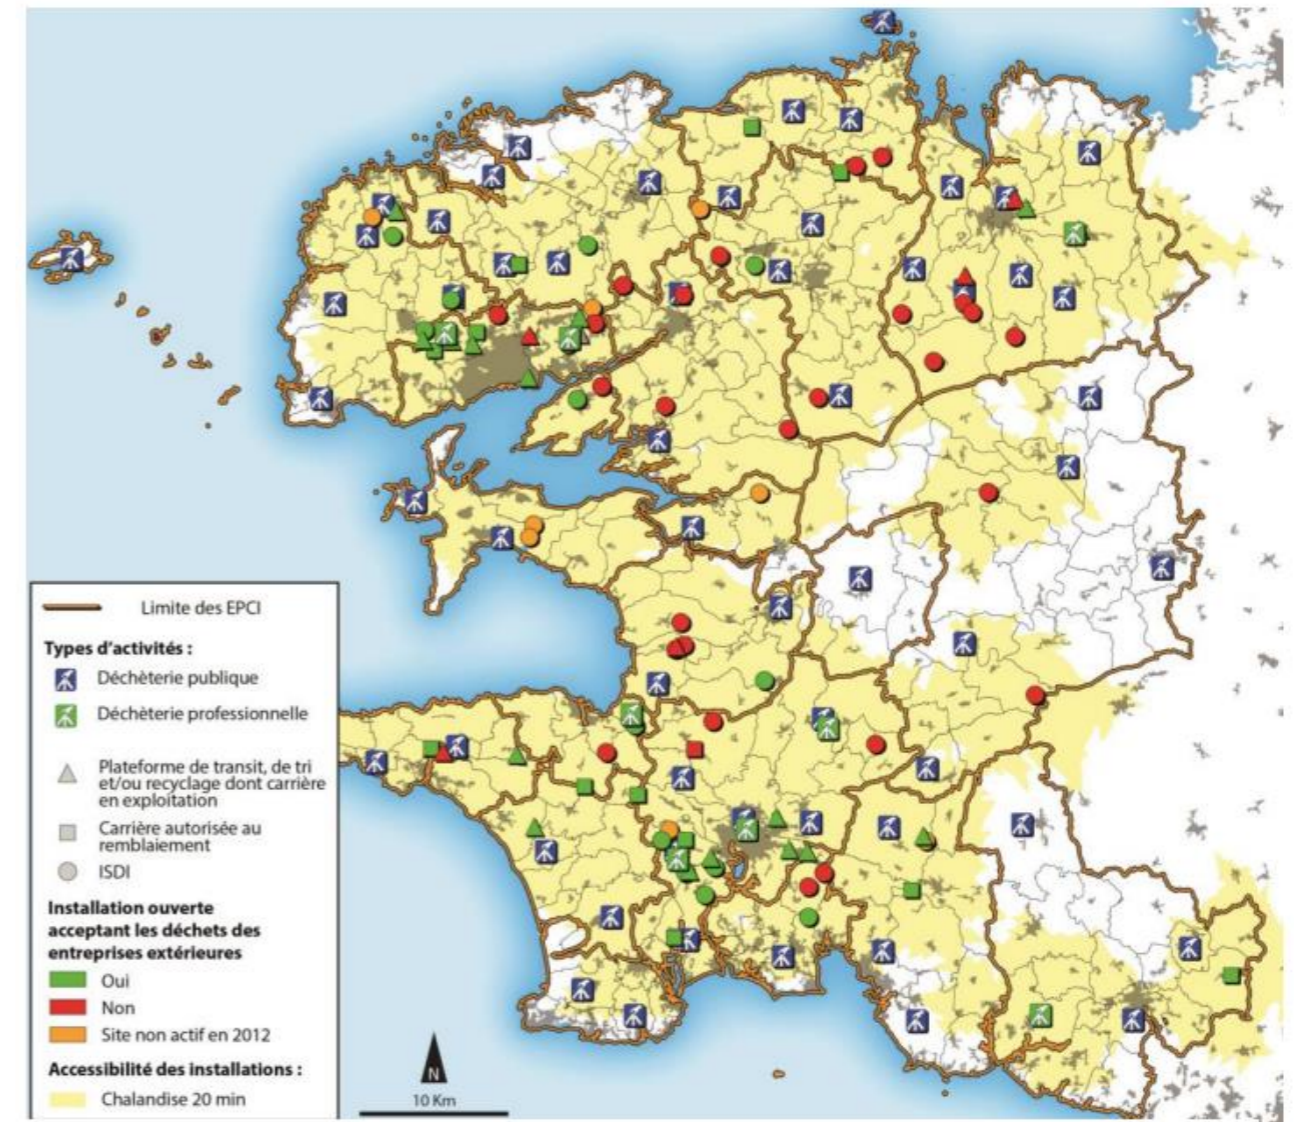 Limite des EPCI
Types d'activités :
Déchèterie publique
Déchèterie professionnelle
Plateforme de transit, de tri
et/ou recyclage dont carrière
en exploitation
Carrière autorisée au
remblaiement
ISDI
Installation ouverte
acceptant les déchets des
entreprises extérieures
Oui
Non
Site non actif en 2012
Accessibilité des installations :
Chalandise 20 min
N
10 Km